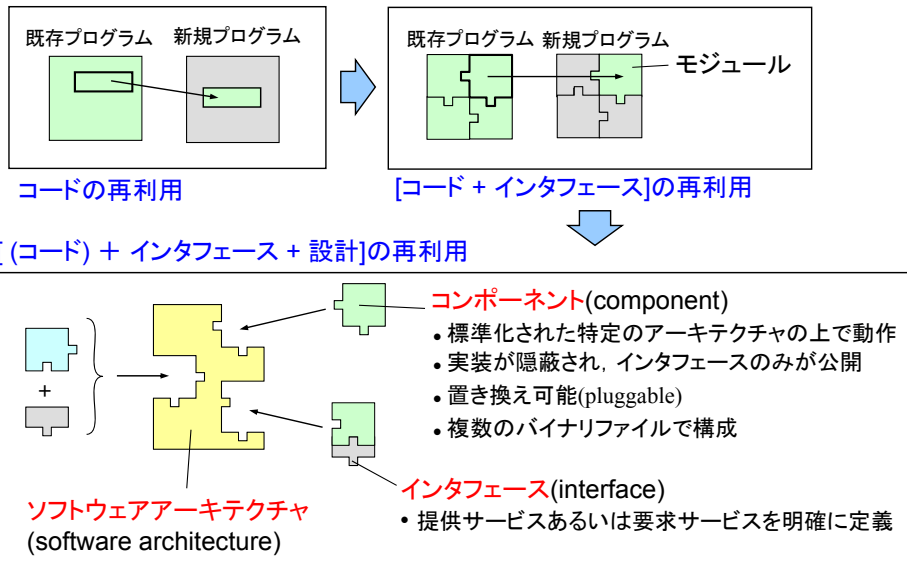 既存プログラム 新規プログラム
コードの再利用
既存プログラム 新規プログラム
モジュール
[コード + インタフェース]の再利用
[ (コード) ＋ インタフェース + 設計]の再利用
+
ソフトウェアアーキテクチャ
(software architecture)
コンポーネント(component)
• 標準化された特定のアーキテクチャの上で動作
• 実装が隠蔽され，インタフェースのみが公開
• 置き換え可能(pluggable)
• 複数のバイナリファイルで構成
インタフェース(interface)
• 提供サービスあるいは要求サービスを明確に定義